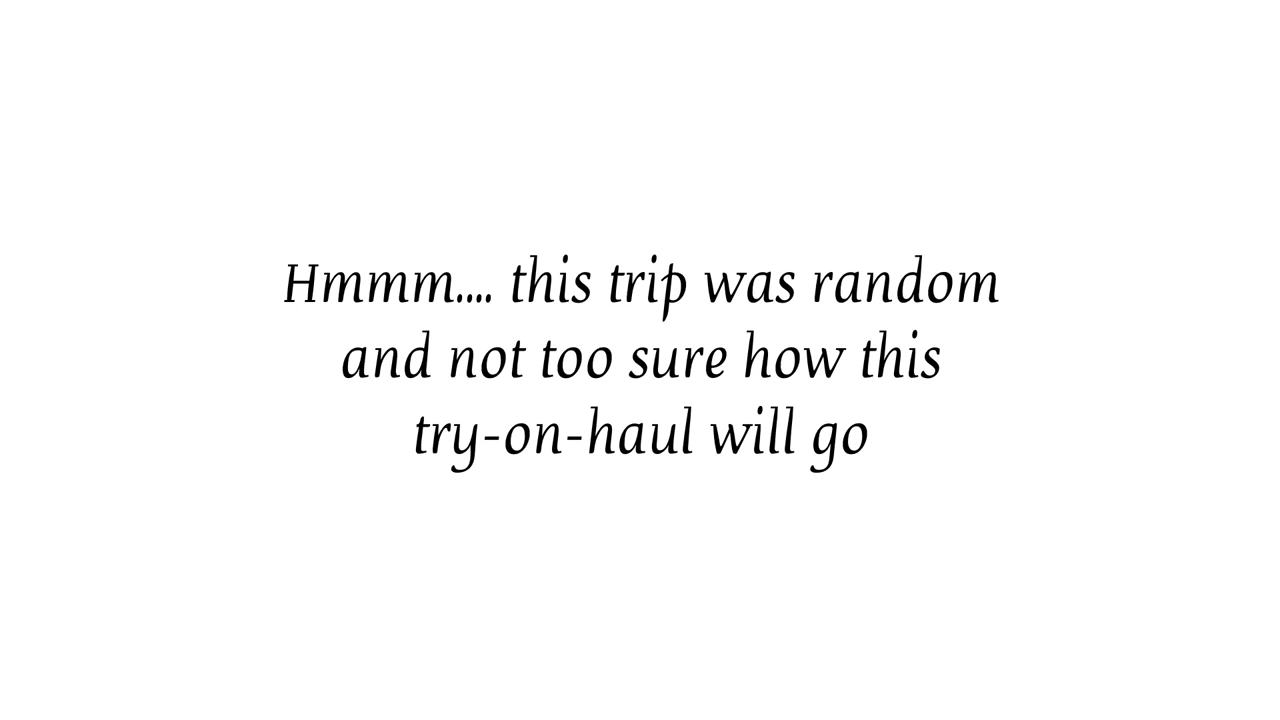 Hmmm.... this trip was random
and not too sure how this
try-on-haul will go